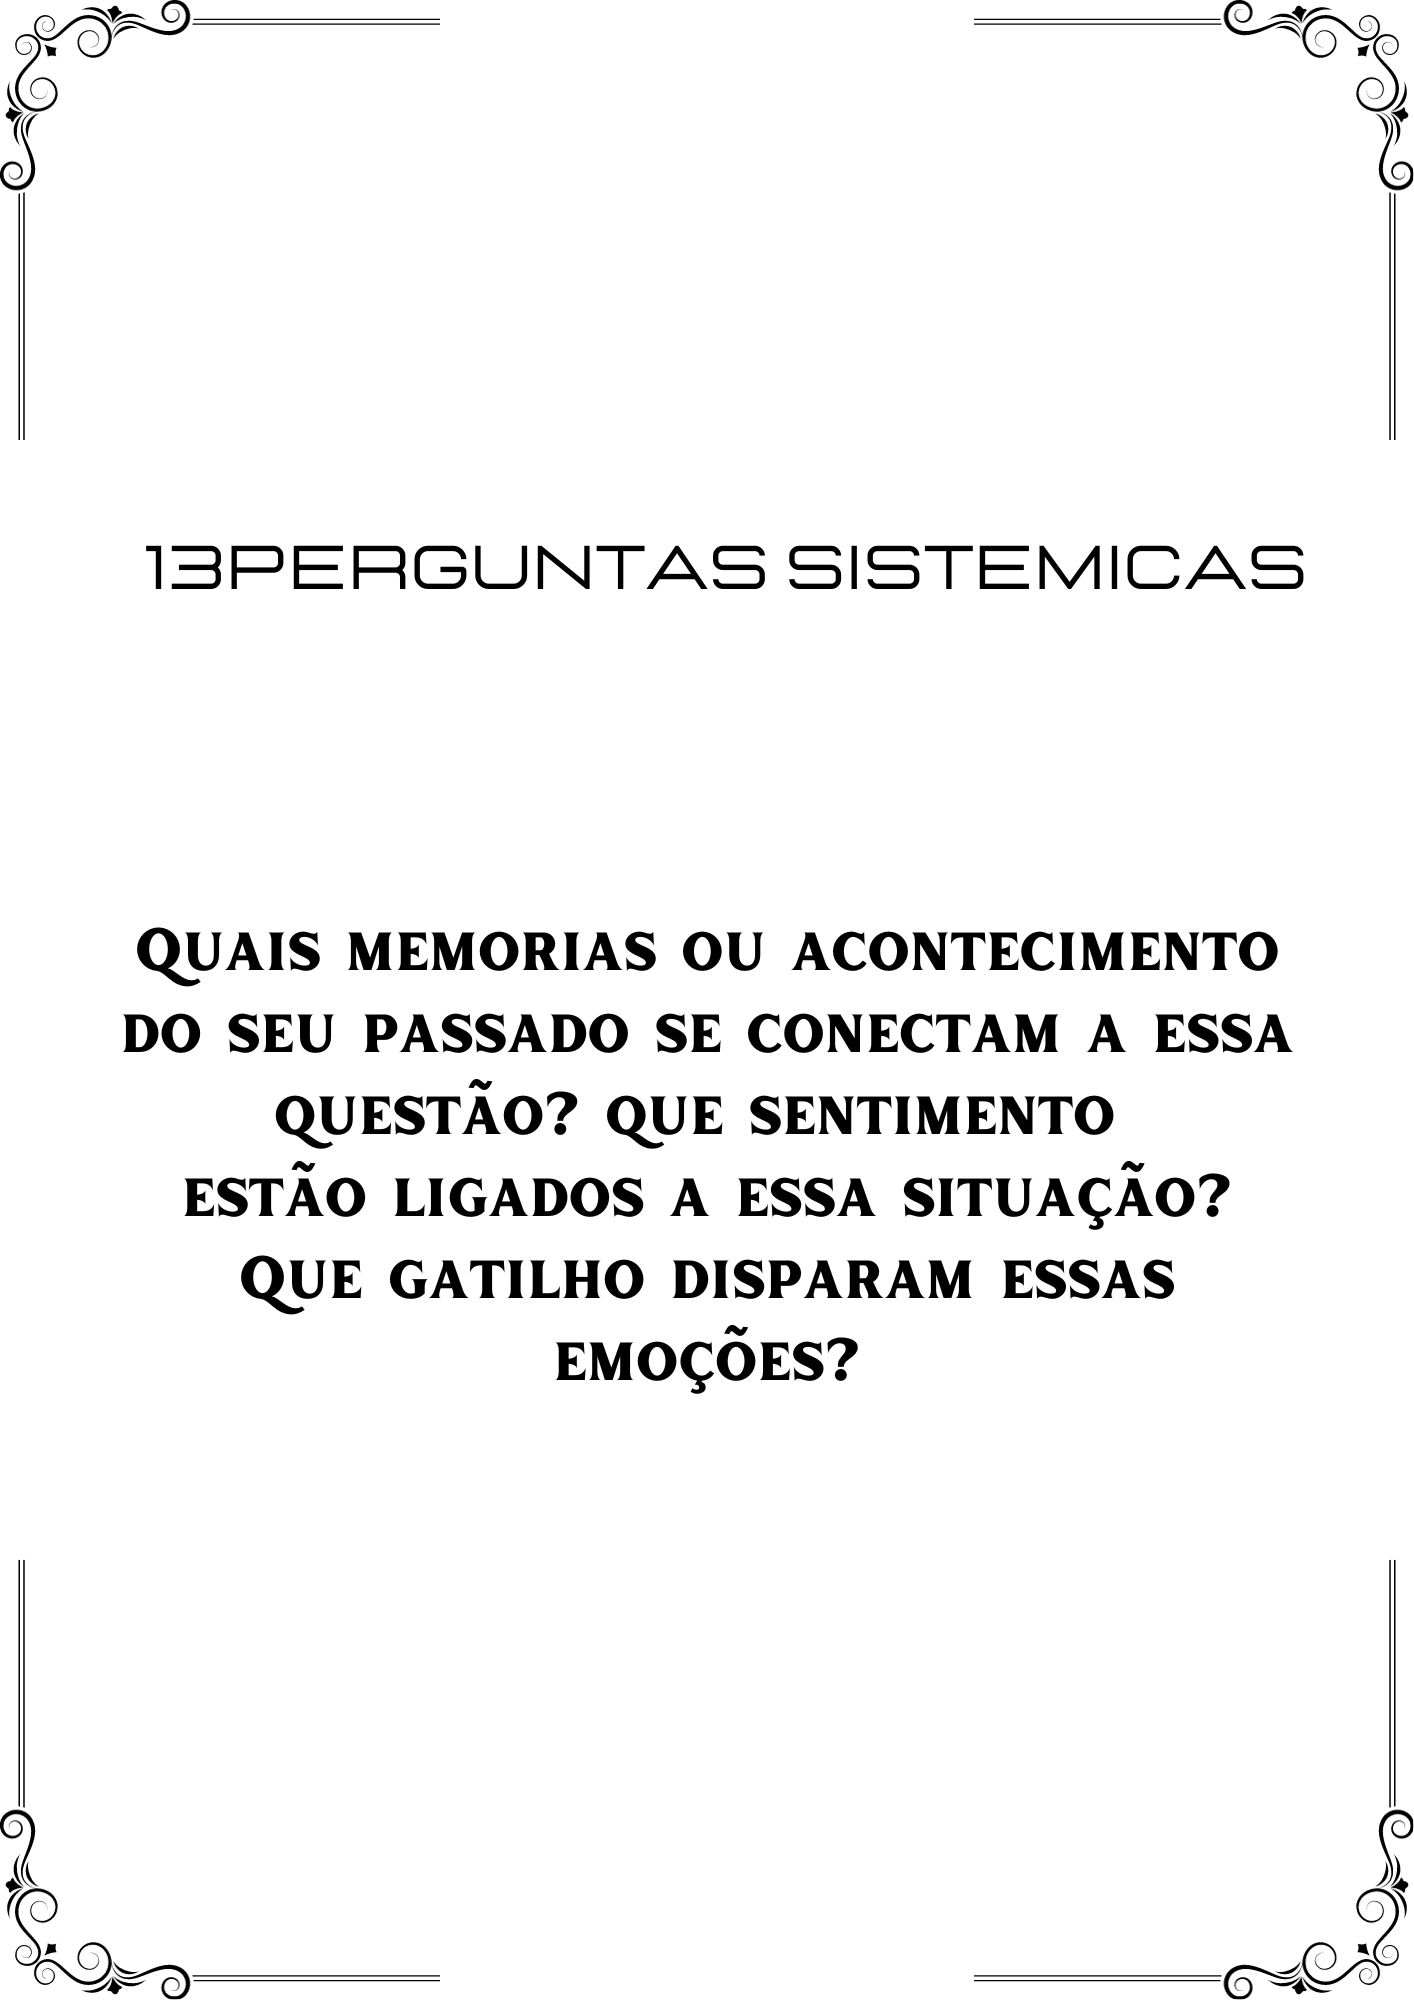 13PERGUNTAS SISTEMICAS
Quais memorias ou acontecimento
do seu passado se conectam a essa
questão? que sentimento
estão ligados a essa situação?
Que gatilho disparam essas
emoções?